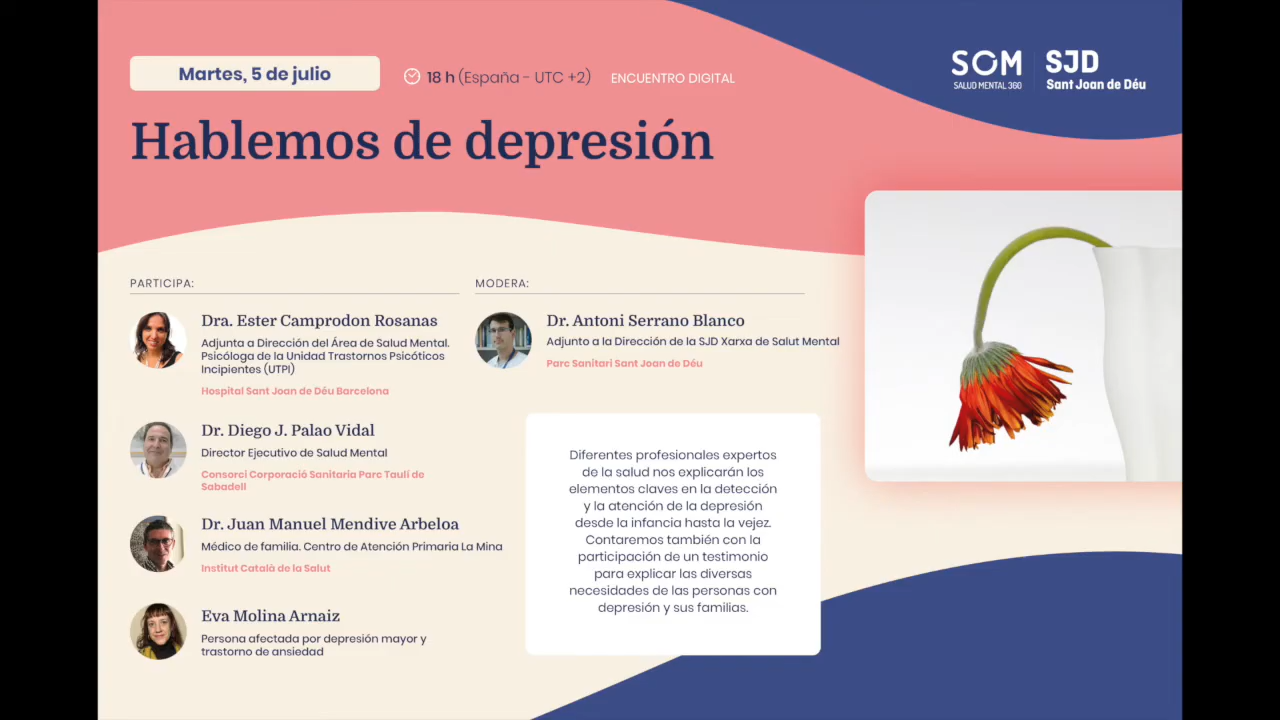 Martes, 5 de julio
18 h (España - UTC +2)
ENCUENTRO DIGITAL
SOM
SALUD MENTAL 360
SJD
Sant Joan de Déu
Hablemos de depresión
PARTICIPA:
Dra. Ester Camprodon Rosanas
Adjunta a Dirección del Área de Salud Mental.
Psicóloga de la Unidad Trastornos Psicóticos
Incipientes (UTPI)
Hospital Sant Joan de Déu Barcelona
Dr. Diego J. Palao Vidal
Director Ejecutivo de Salud Mental
Consorci Corporació Sanitaria Parc Taulí de
Sabadell
Dr. Juan Manuel Mendive Arbeloa
Médico de familia. Centro de Atención Primaria La Mina
Institut Català de la Salut
Eva Molina Arnaiz
Persona afectada por depresión mayor y
trastorno de ansiedad
MODERA:
Dr. Antoni Serrano Blanco
Adjunto a la Dirección de la SJD Xarxa de Salut Mental
Parc Sanitari Sant Joan de Déu
Diferentes profesionales expertos
de la salud nos explicarán los
elementos claves en la detección
y la atención de la depresión
desde la infancia hasta la vejez.
Contaremos también con la
participación de un testimonio
para explicar las diversas
necesidades de las personas con
depresión y sus familias.